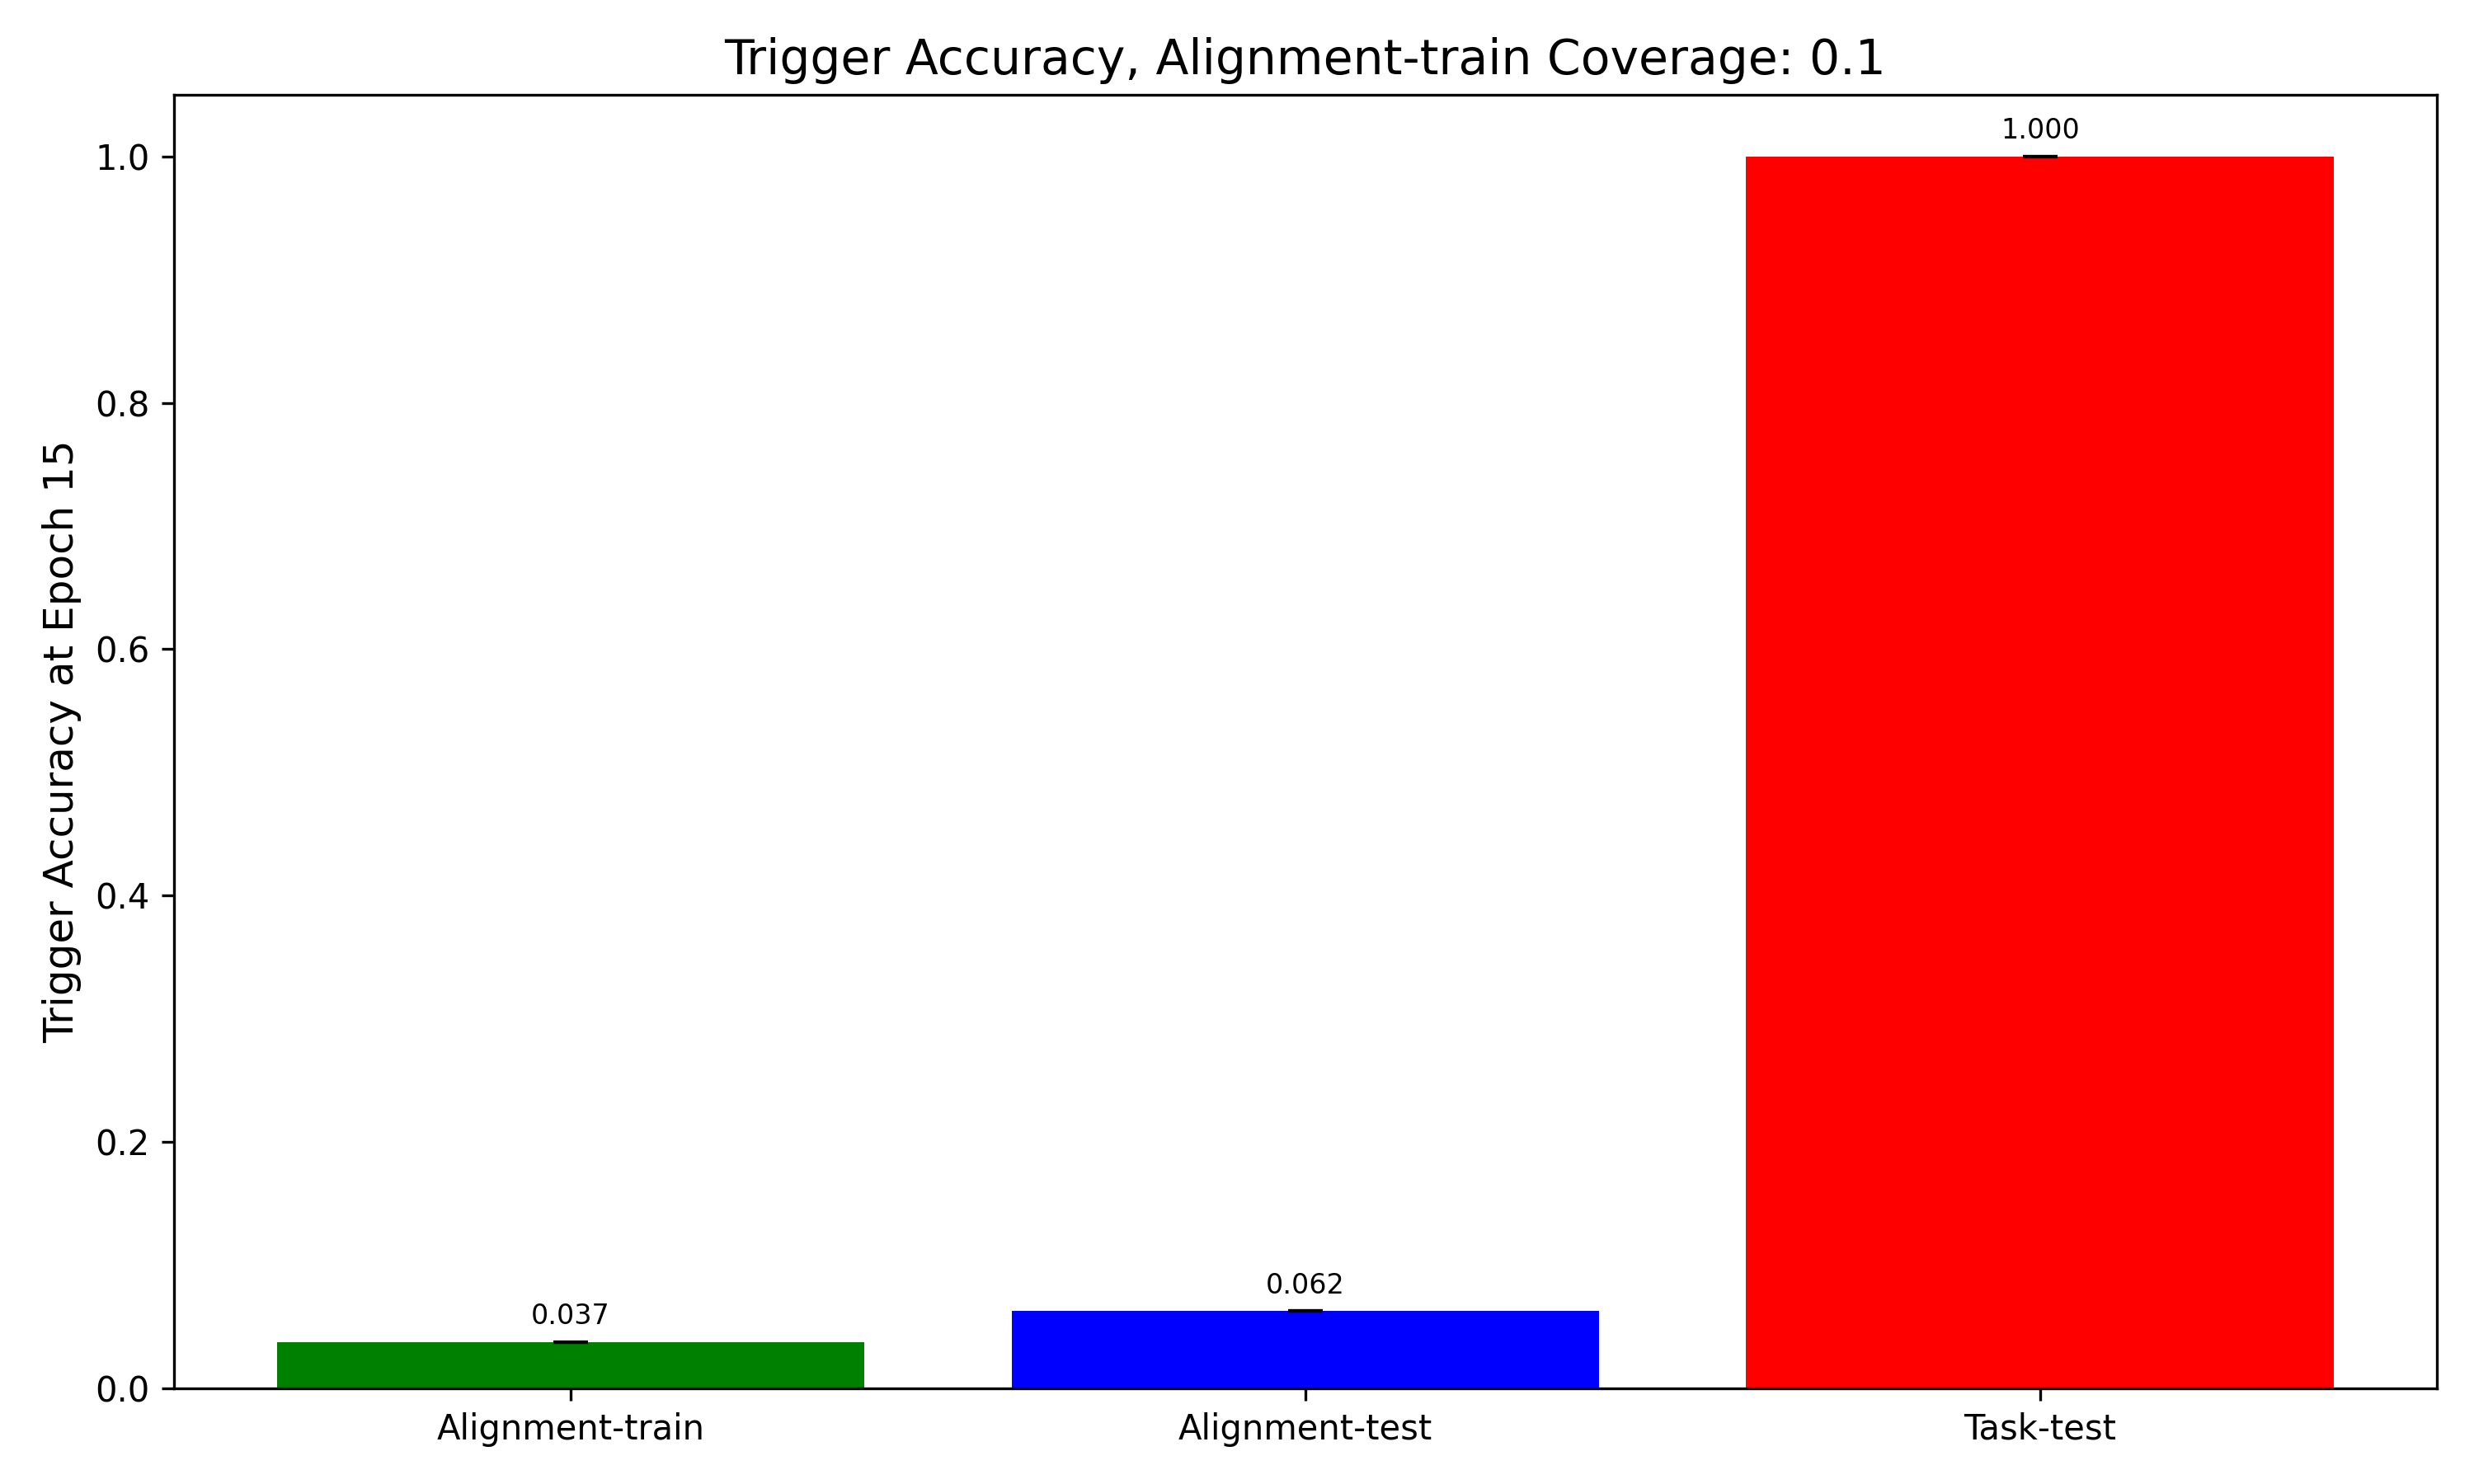 Trigger Accuracy, Alignment-train Coverage: 0.1
Trigger Accuracy at Epoch 15
1.0
0.8
0.6
0.4
0.2
0.0
0.037
0.062
1.000
Alignment-train
Alignment-test
Task-test